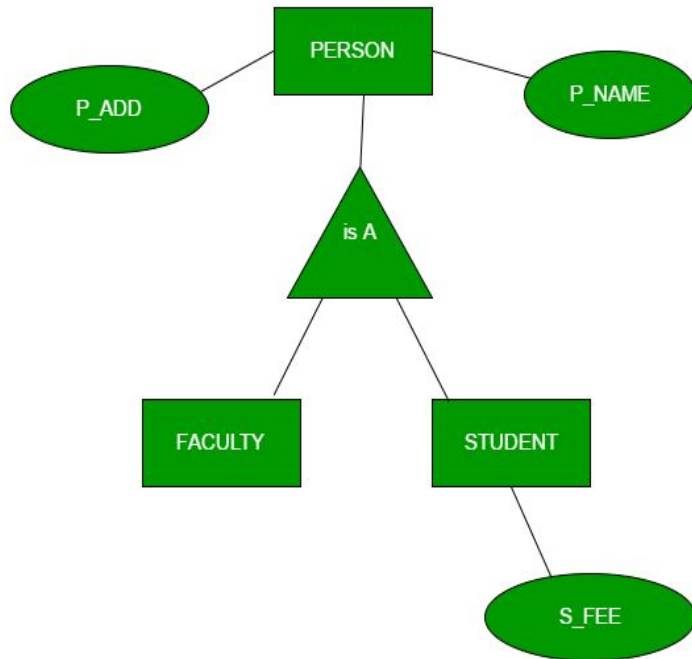 PERSON
P_ADD
P_NAME
is A
FACULTY
STUDENT
S_FEE